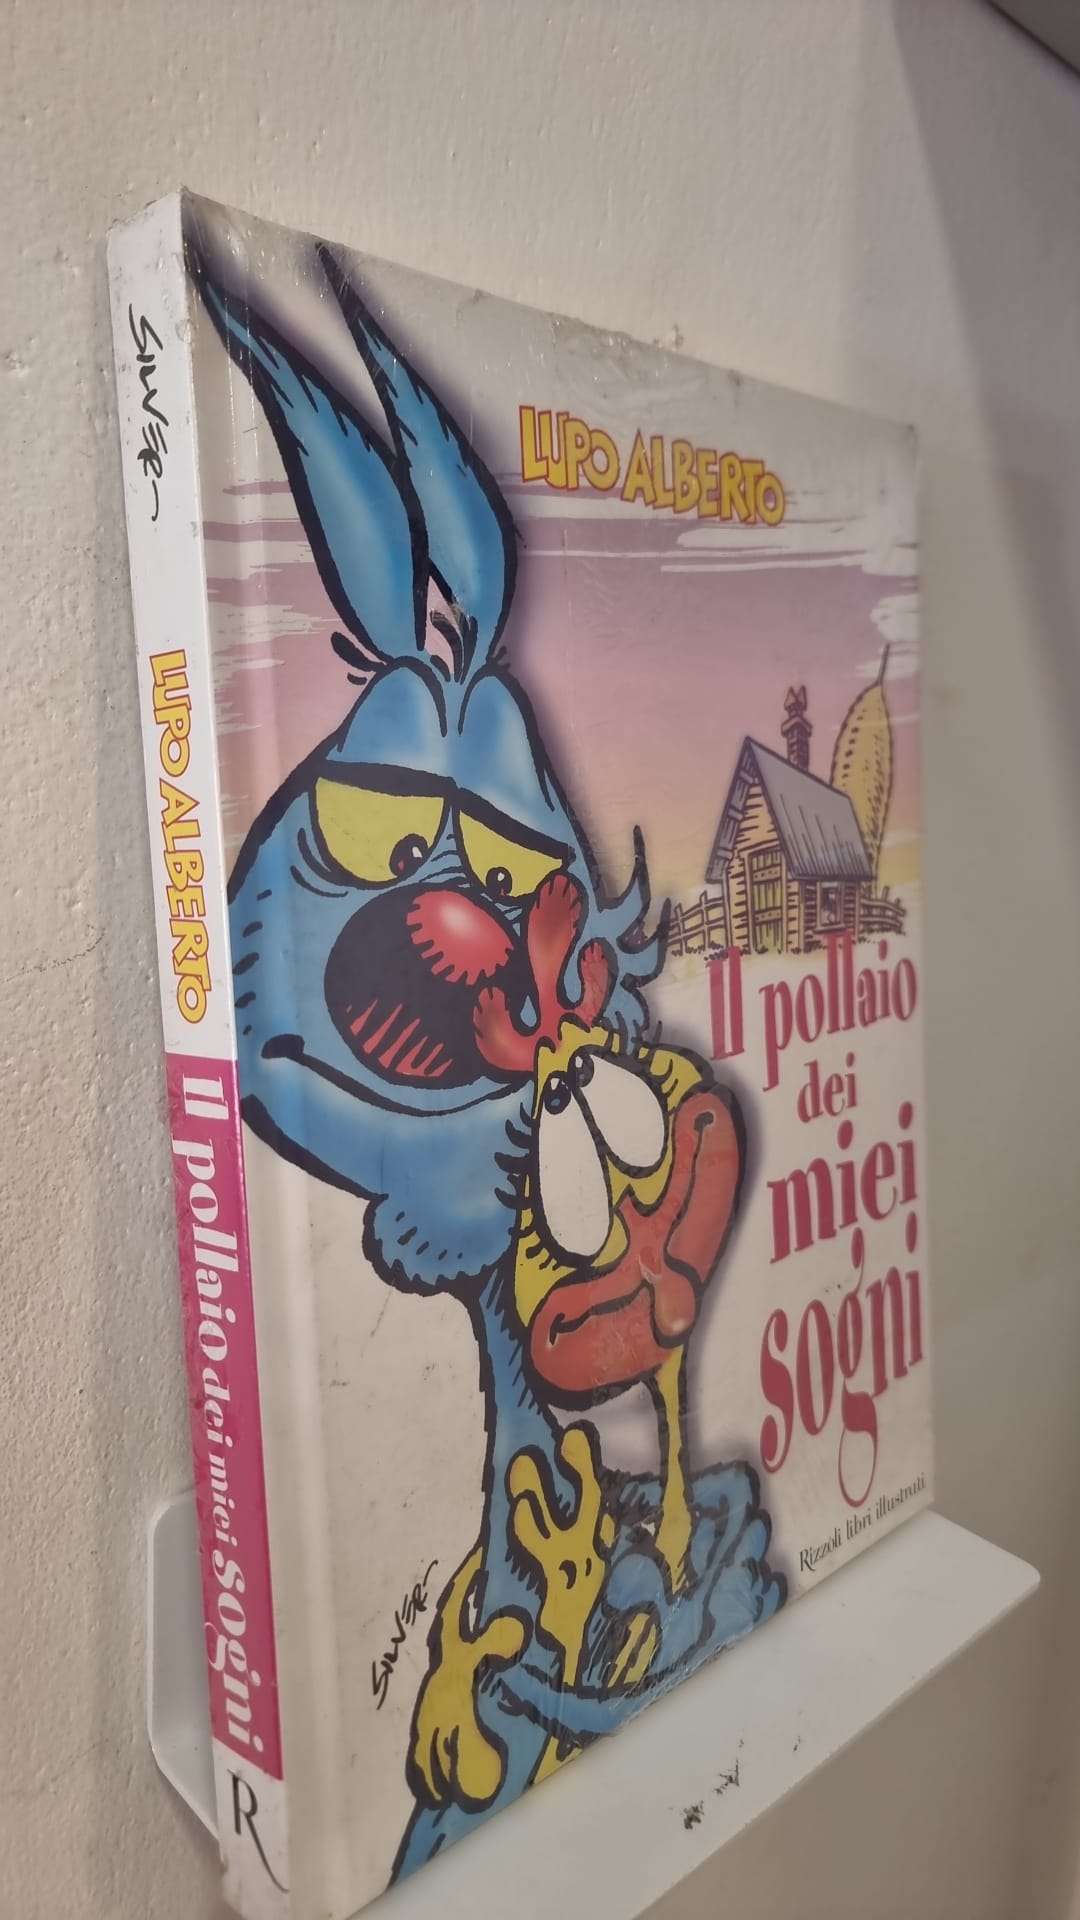 SILVER
LUPO ALBERTO
Il pollaio dei miei sogni
R
LUPO ALBERTO
Il pollaio
dei
miei
sogni
Rizzoli libri illustrati
SILVER